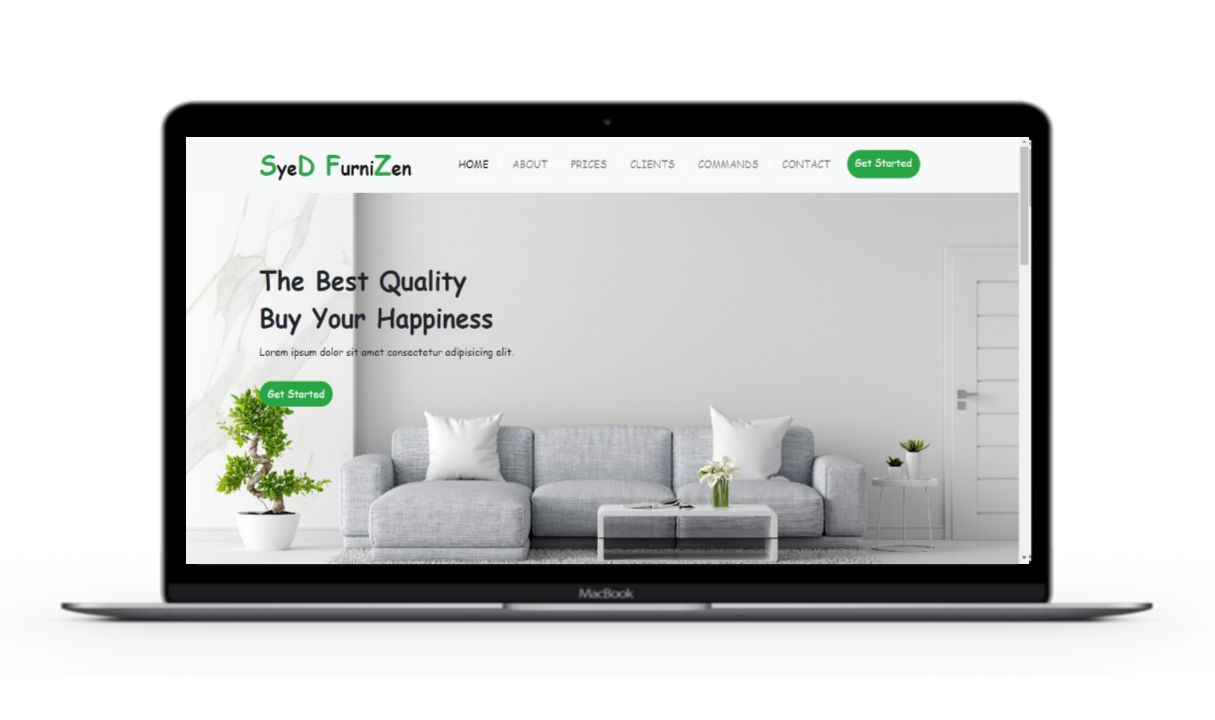 SyeD FurniZen HOME ABOUT PRICES CLIENTS COMMANDS CONTACT Get Started
The Best Quality
Buy Your Happiness
Lorem ipsum dolor sit amet consectetur adipisicing elit.
Get Started
MacBook